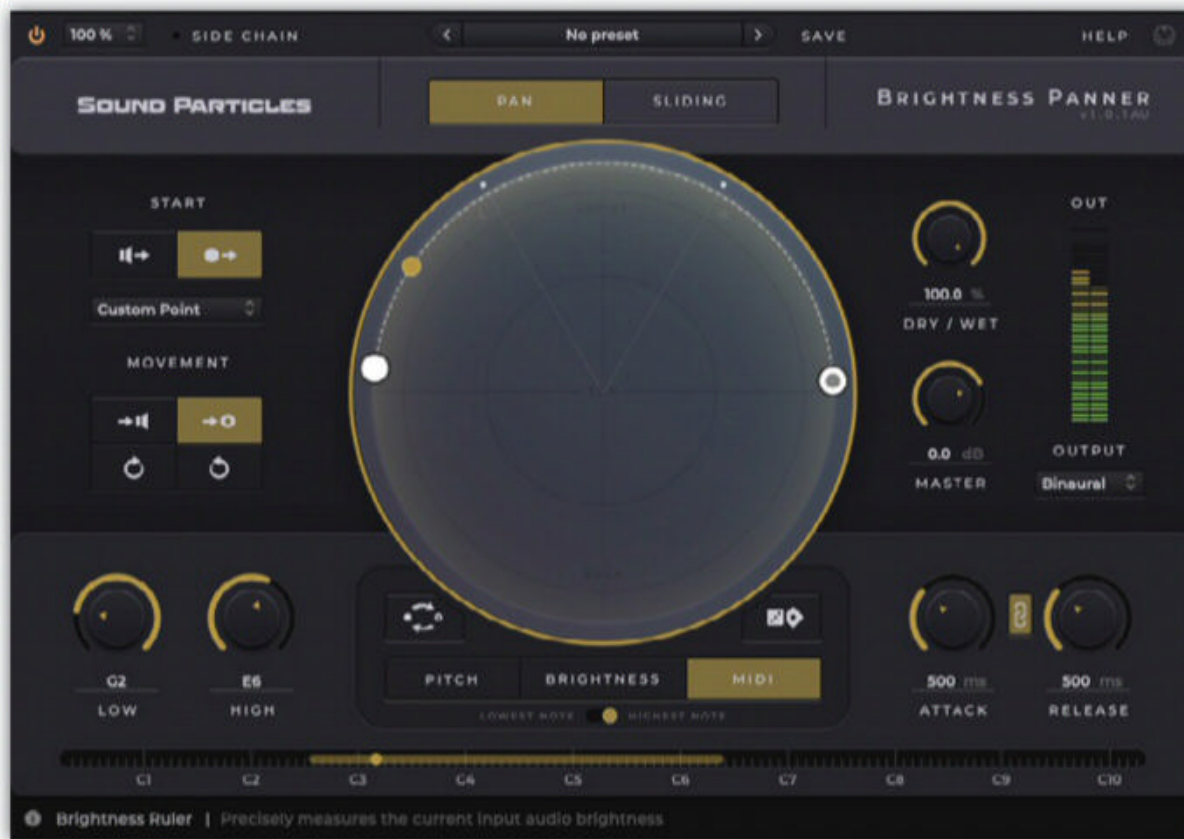 100 % SIDE CHAIN No preset SAVE HELP
SOUND PARTICLES PAN SLIDING BRIGHTNESS PANNER
v1.0.1AU
START
Custom Point
MOVEMENT
100.0 %
DRY / WET
0.0 dB
MASTER
OUT
OUTPUT
Binaural
G2 E6
LOW HIGH
PITCH BRIGHTNESS MIDI
LOWEST NOTE HIGHEST NOTE
500 ms 500 ms
ATTACK RELEASE
C1 C2 C3 C4 C5 C6 C7 C8 C9 C10
Brightness Ruler | Precisely measures the current input audio brightness